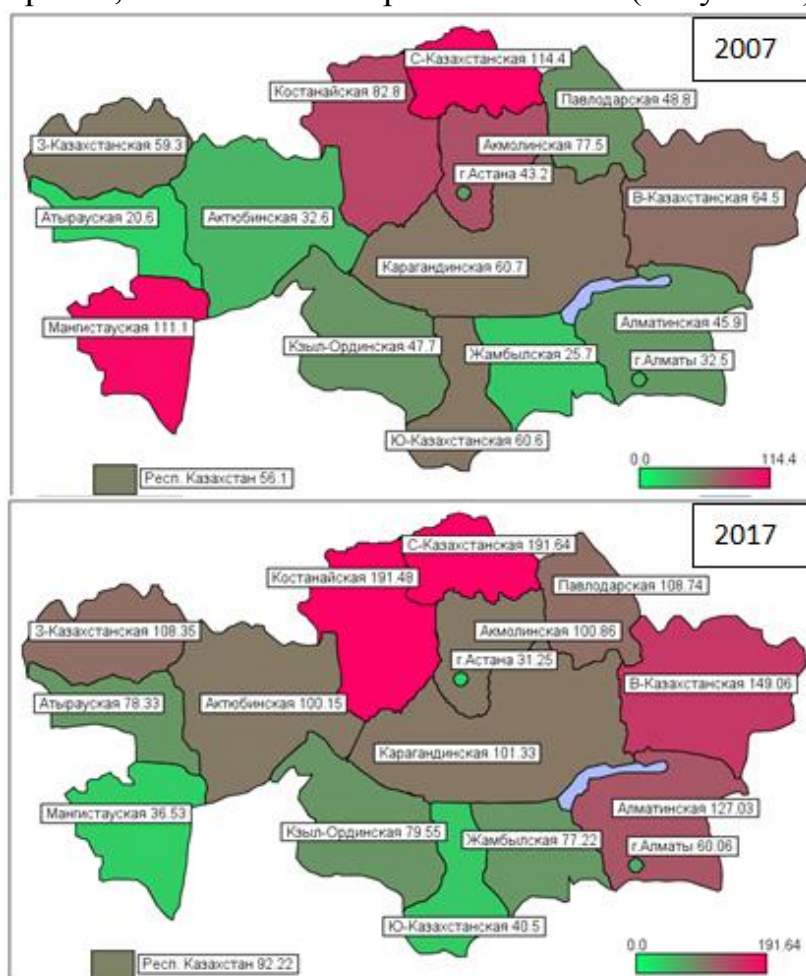 2007
С-Казахстанская 114.4
Костанайская 82.8
Павлодарская 48.8
З-Казахстанская 59.3
Акмолинская 77.5
г.Астана 43.2
В-Казахстанская 64.5
Атырауская 20.6
Актюбинская 32.6
Карагандинская 60.7
Мангистауская 111.1
Кзыл-Ординская 47.7
Жамбылская 25.7
Алматинская 45.9
г.Алматы 32.5
Ю-Казахстанская 60.6
Респ. Казахстан 56.1
0.0
114.4
2017
С-Казахстанская 191.64
Костанайская 191.48
Павлодарская 108.74
З-Казахстанская 108.35
Акмолинская 100.86
г.Астана 31.25
В-Казахстанская 149.06
Атырауская 78.33
Актюбинская 100.15
Карагандинская 101.33
Мангистауская 36.53
Кзыл-Ординская 79.55
Жамбылская 77.22
Алматинская 127.03
г.Алматы 60.06
Ю-Казахстанская 40.5
Респ. Казахстан 92.22
0.0
191.64